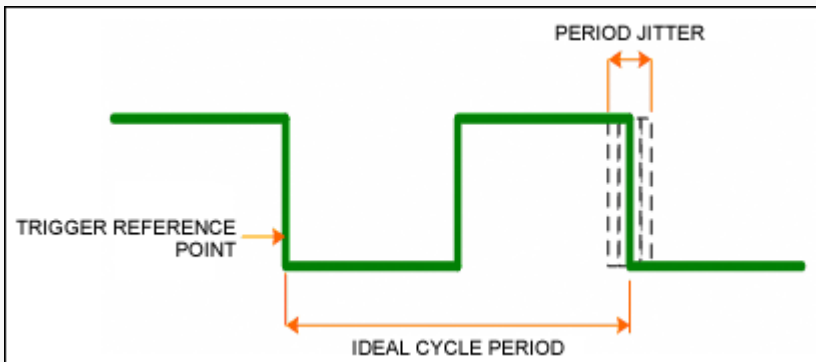 PERIOD JITTER
TRIGGER REFERENCE
POINT
IDEAL CYCLE PERIOD